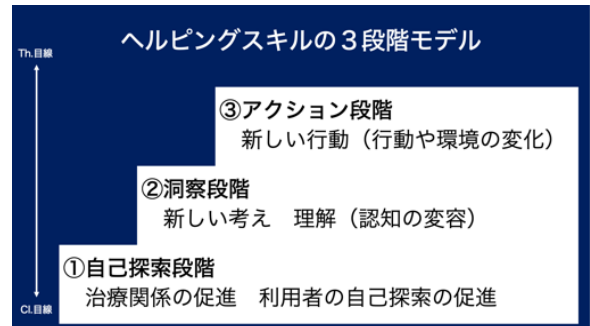 ヘルピングスキルの３段階モデル
Th.目線
③アクション段階
新しい行動（行動や環境の変化）
②洞察段階
新しい考え　理解（認知の変容）
①自己探索段階
治療関係の促進　利用者の自己探索の促進
Cl.目線